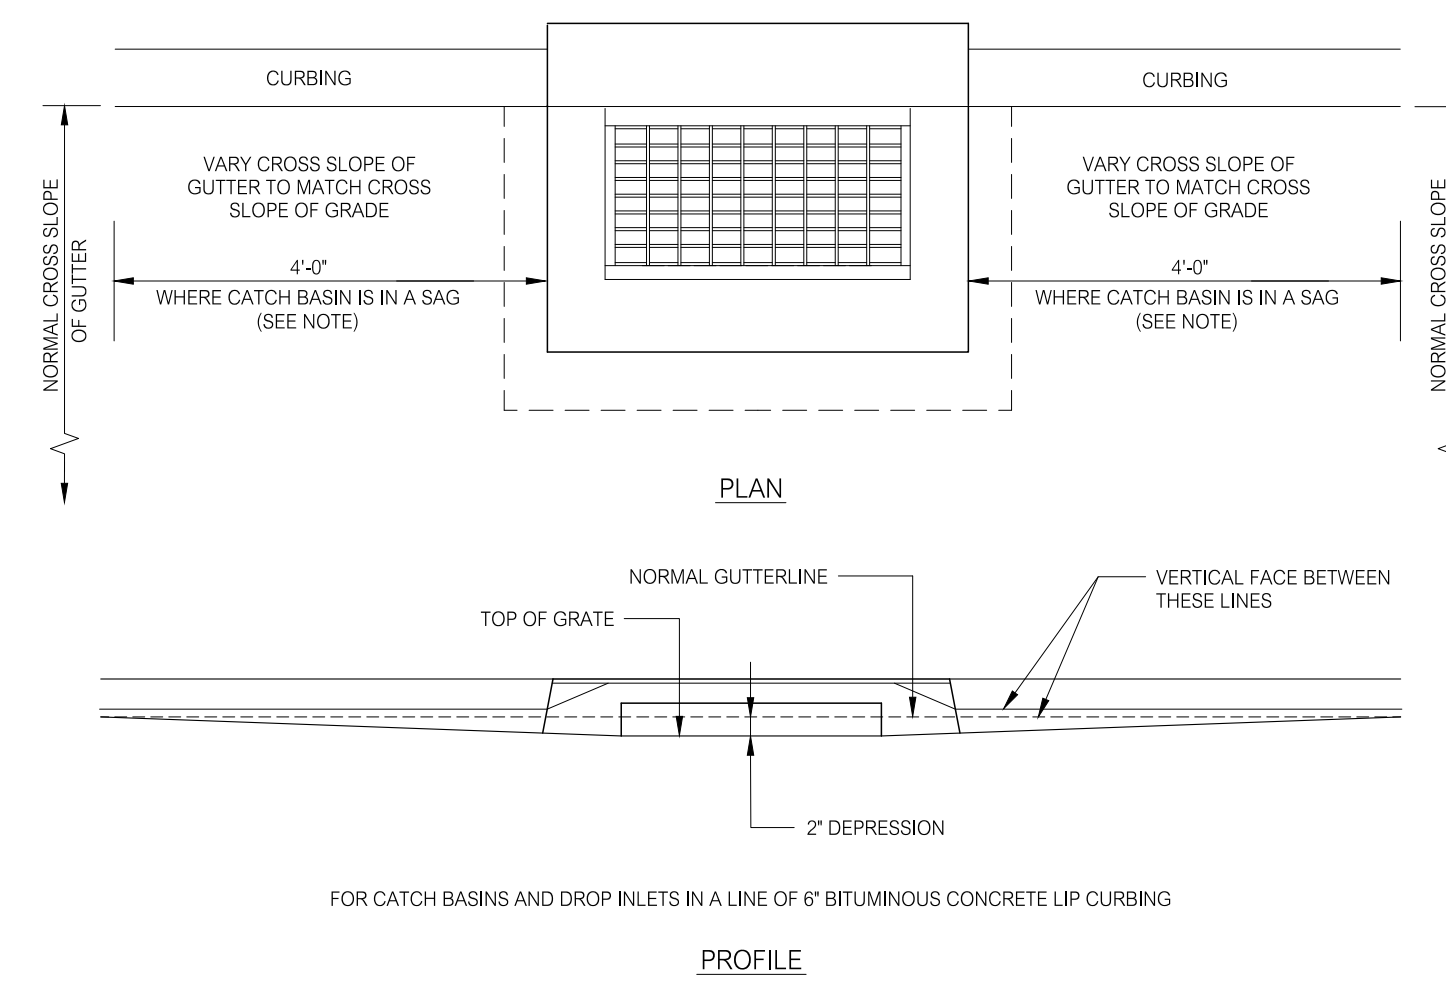 CURBING
CURBING
NORMAL CROSS SLOPE
OF GUTTER
VARY CROSS SLOPE OF
GUTTER TO MATCH CROSS
SLOPE OF GRADE
4'-0"
WHERE CATCH BASIN IS IN A SAG
(SEE NOTE)
VARY CROSS SLOPE OF
GUTTER TO MATCH CROSS
SLOPE OF GRADE
4'-0"
WHERE CATCH BASIN IS IN A SAG
(SEE NOTE)
NORMAL CROSS SLOPE
PLAN
NORMAL GUTTERLINE
TOP OF GRATE
VERTICAL FACE BETWEEN
THESE LINES
2" DEPRESSION
FOR CATCH BASINS AND DROP INLETS IN A LINE OF 6" BITUMINOUS CONCRETE LIP CURBING
PROFILE